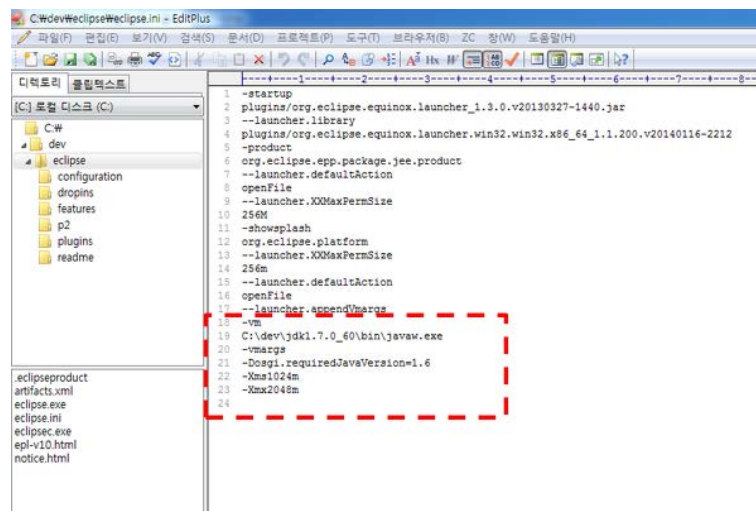 C:\dev\eclipse\eclipse.ini - EditPlus
파일(F) 편집(E) 보기(V) 검색(S) 문서(D) 프로젝트(P) 도구(T) 브라우저(B) ZC 창(W) 도움말(H)
디렉토리 클립텍스트
[C:] 로컬 디스크 (C:)
C:\
dev
eclipse
configuration
dropins
features
p2
plugins
readme
.eclipseproduct
artifacts.xml
eclipse.exe
eclipse.ini
eclipsec.exe
epl-v10.html
notice.html
----+----1----+----2----+----3----+----4----+----5----+----6----+----7----+----8--
1 -startup
2 plugins/org.eclipse.equinox.launcher_1.3.0.v20130327-1440.jar
3 --launcher.library
4 plugins/org.eclipse.equinox.launcher.win32.win32.x86_64_1.1.200.v20140116-2212
5 -product
6 org.eclipse.epp.package.jee.product
7 --launcher.defaultAction
8 openFile
9 --launcher.XXMaxPermSize
10 256M
11 -showsplash
12 org.eclipse.platform
13 --launcher.XXMaxPermSize
14 256m
15 --launcher.defaultAction
16 openFile
17 --launcher.appendVmargs
18 -vm
19 C:\dev\jdk1.7.0_60\bin\javaw.exe
20 -vmargs
21 -Dosgi.requiredJavaVersion=1.6
22 -Xms1024m
23 -Xmx2048m
24